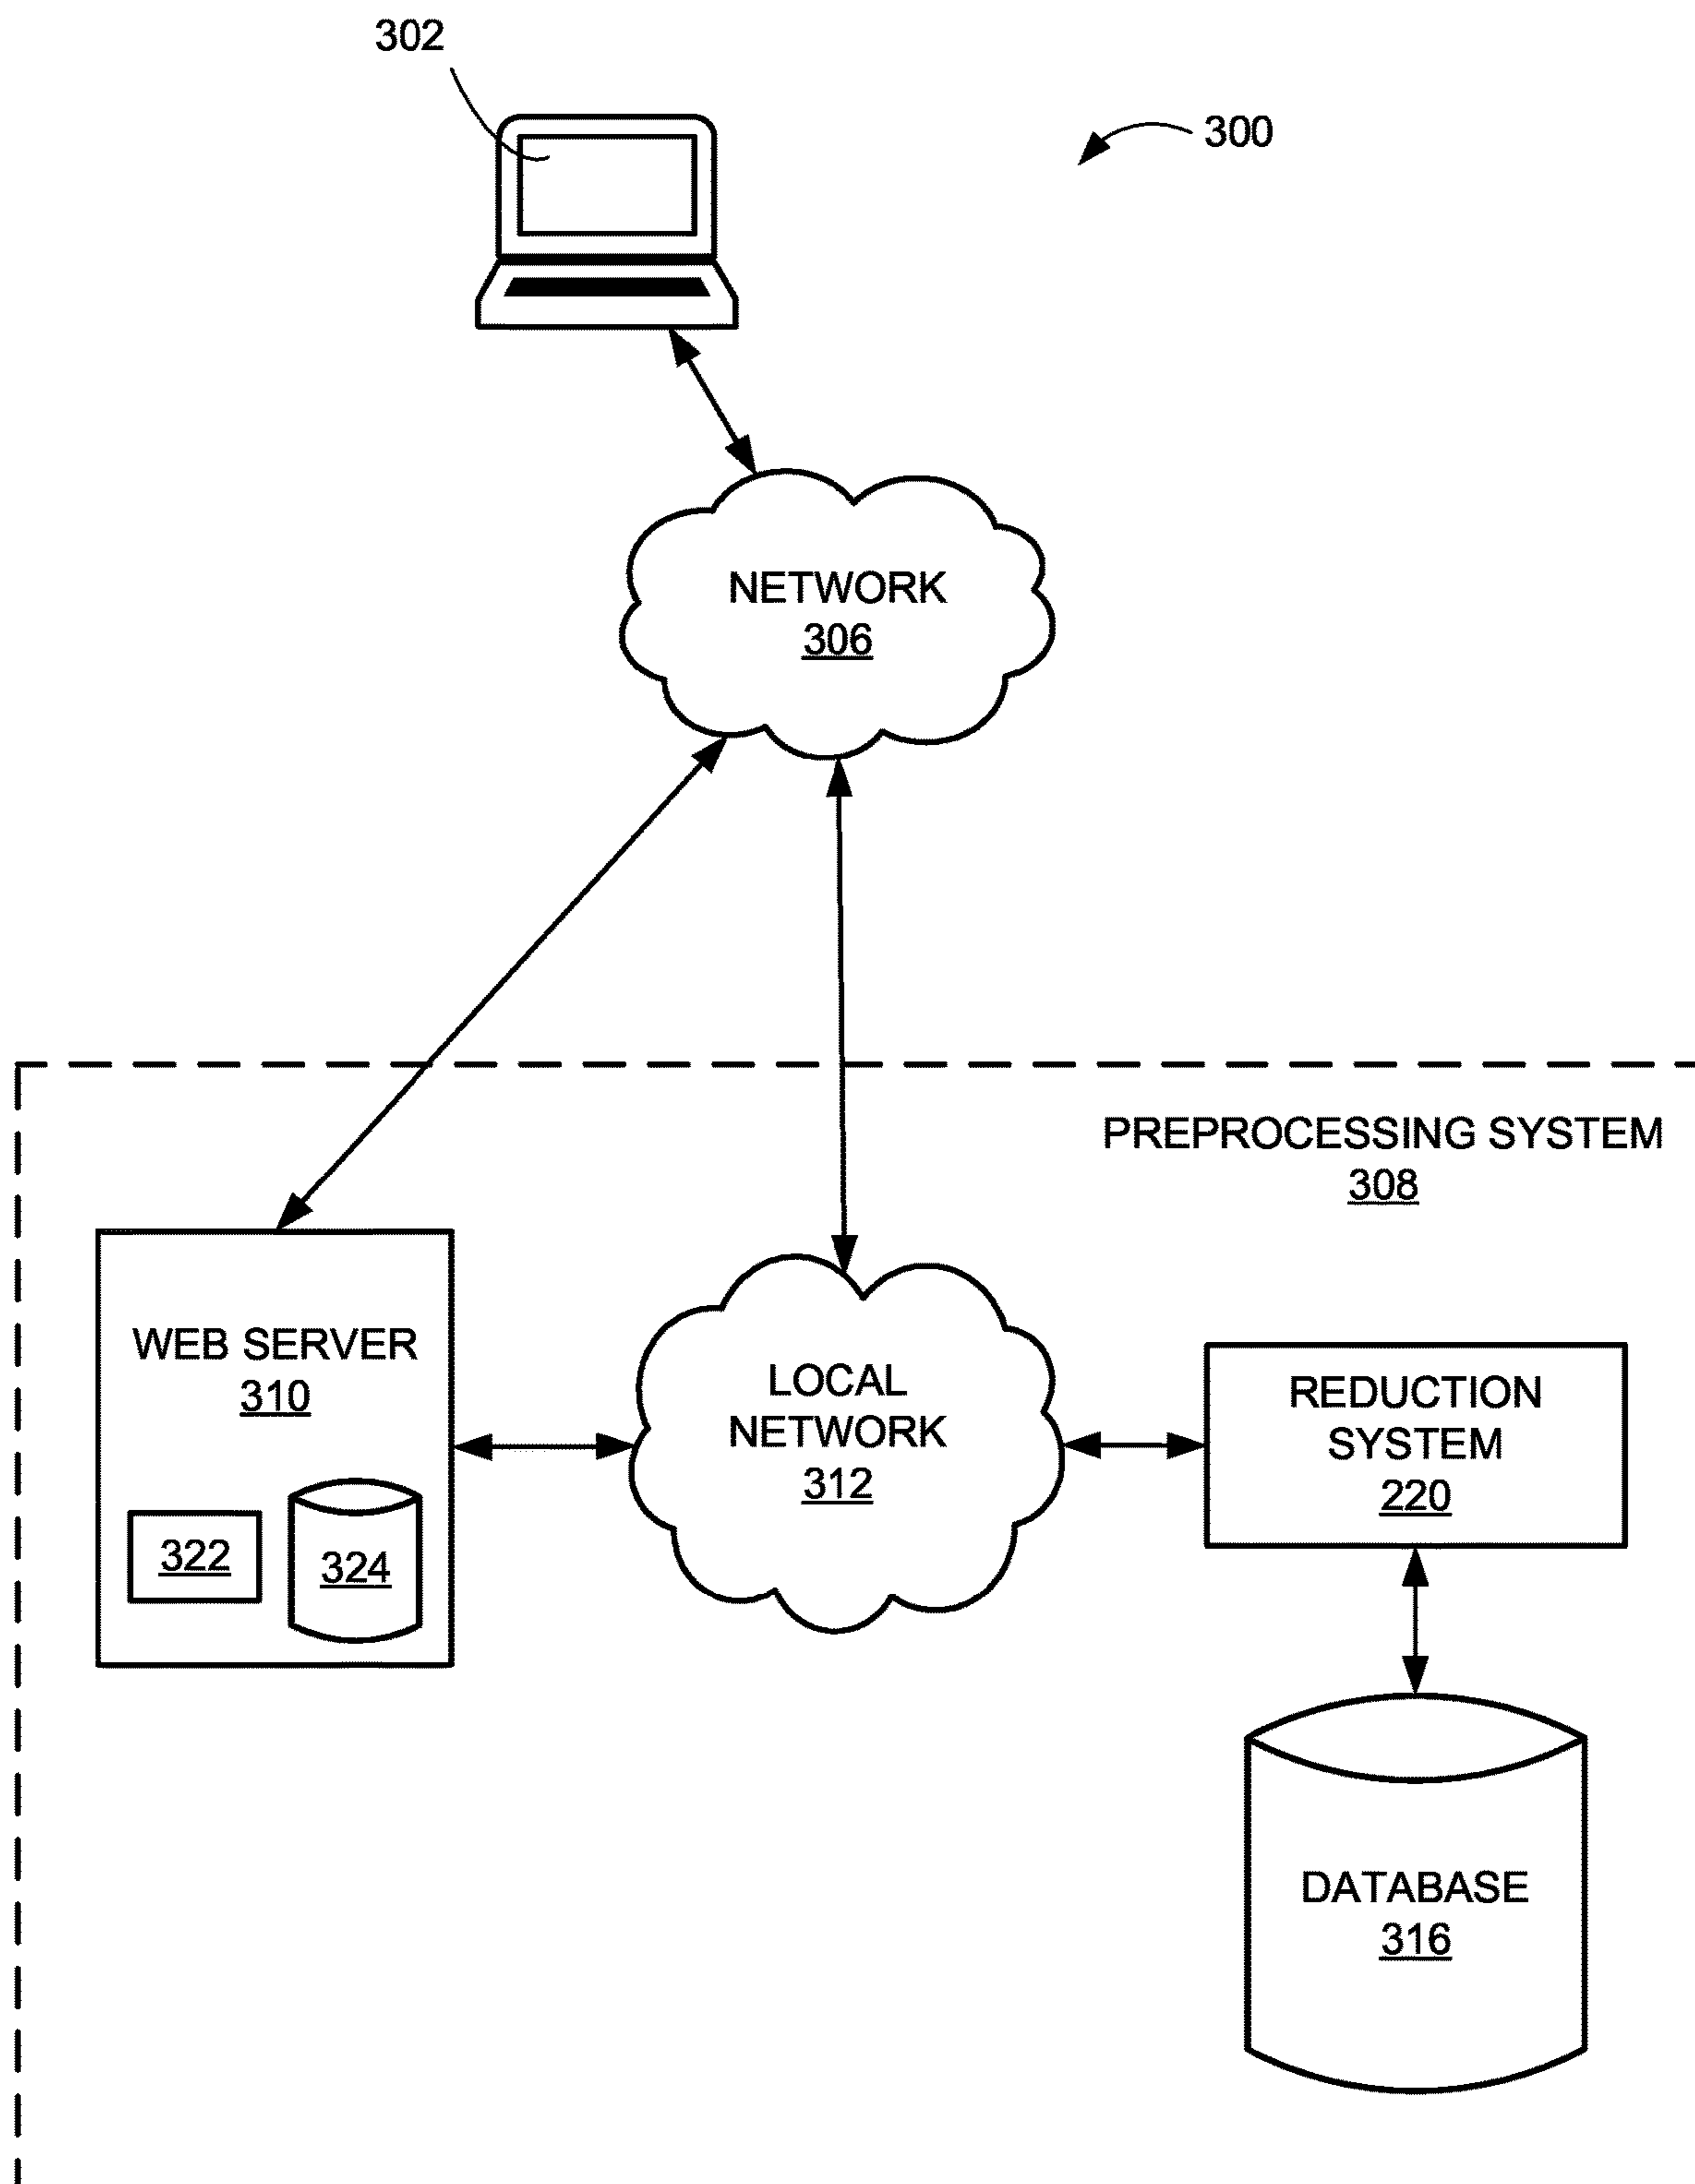 302
300
NETWORK
306
PREPROCESSING SYSTEM
308
WEB SERVER
310
322
324
LOCAL
NETWORK
312
REDUCTION
SYSTEM
220
DATABASE
316